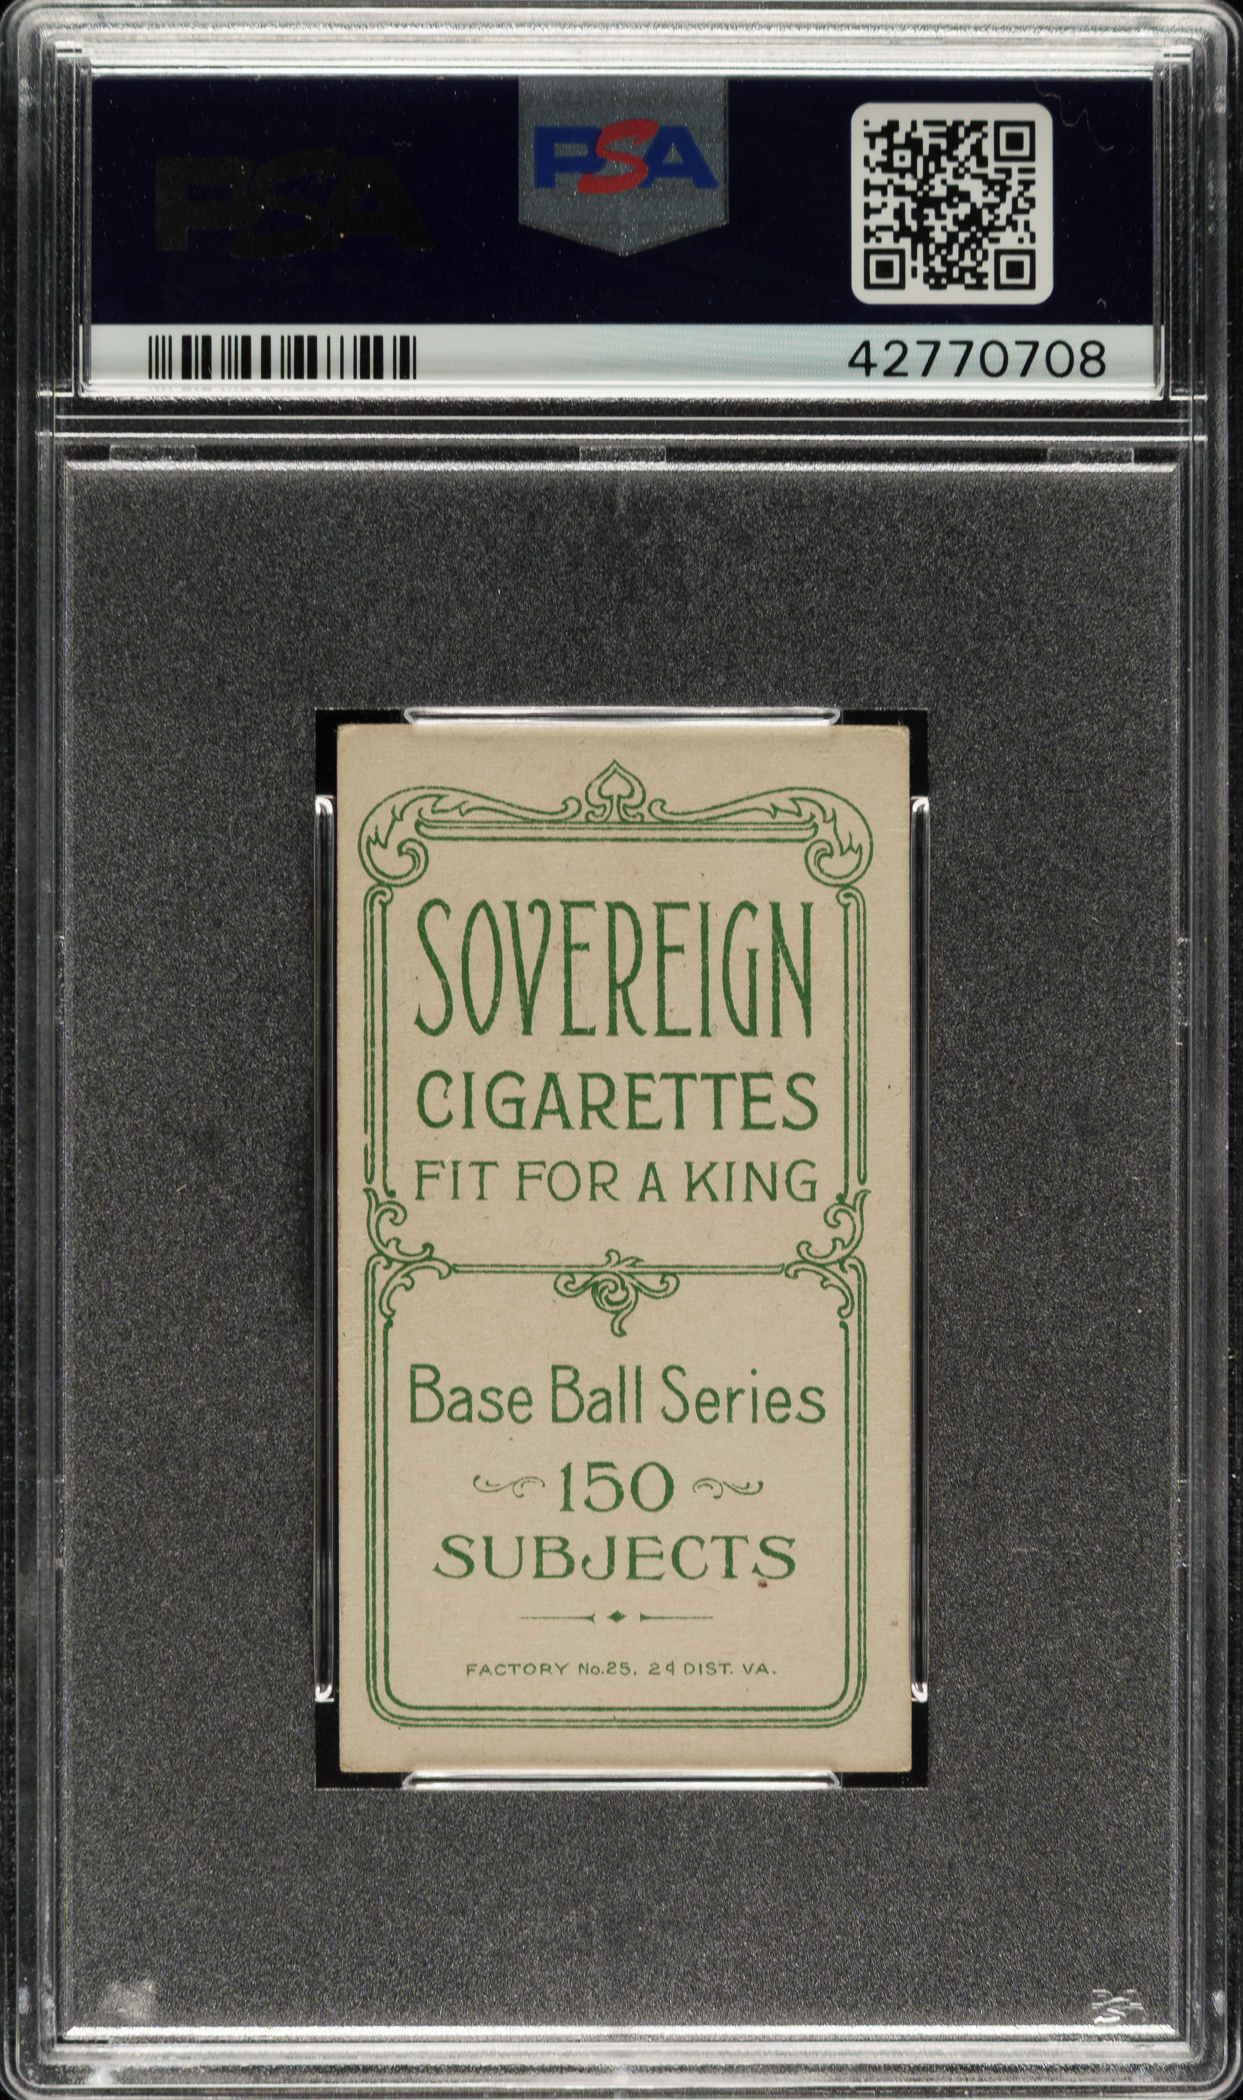 PSA
PSA
42770708
SOVEREIGN
CIGARETTES
FIT FOR A KING
Base Ball Series
150
SUBJECTS
FACTORY No. 25, 2d DIST. VA.